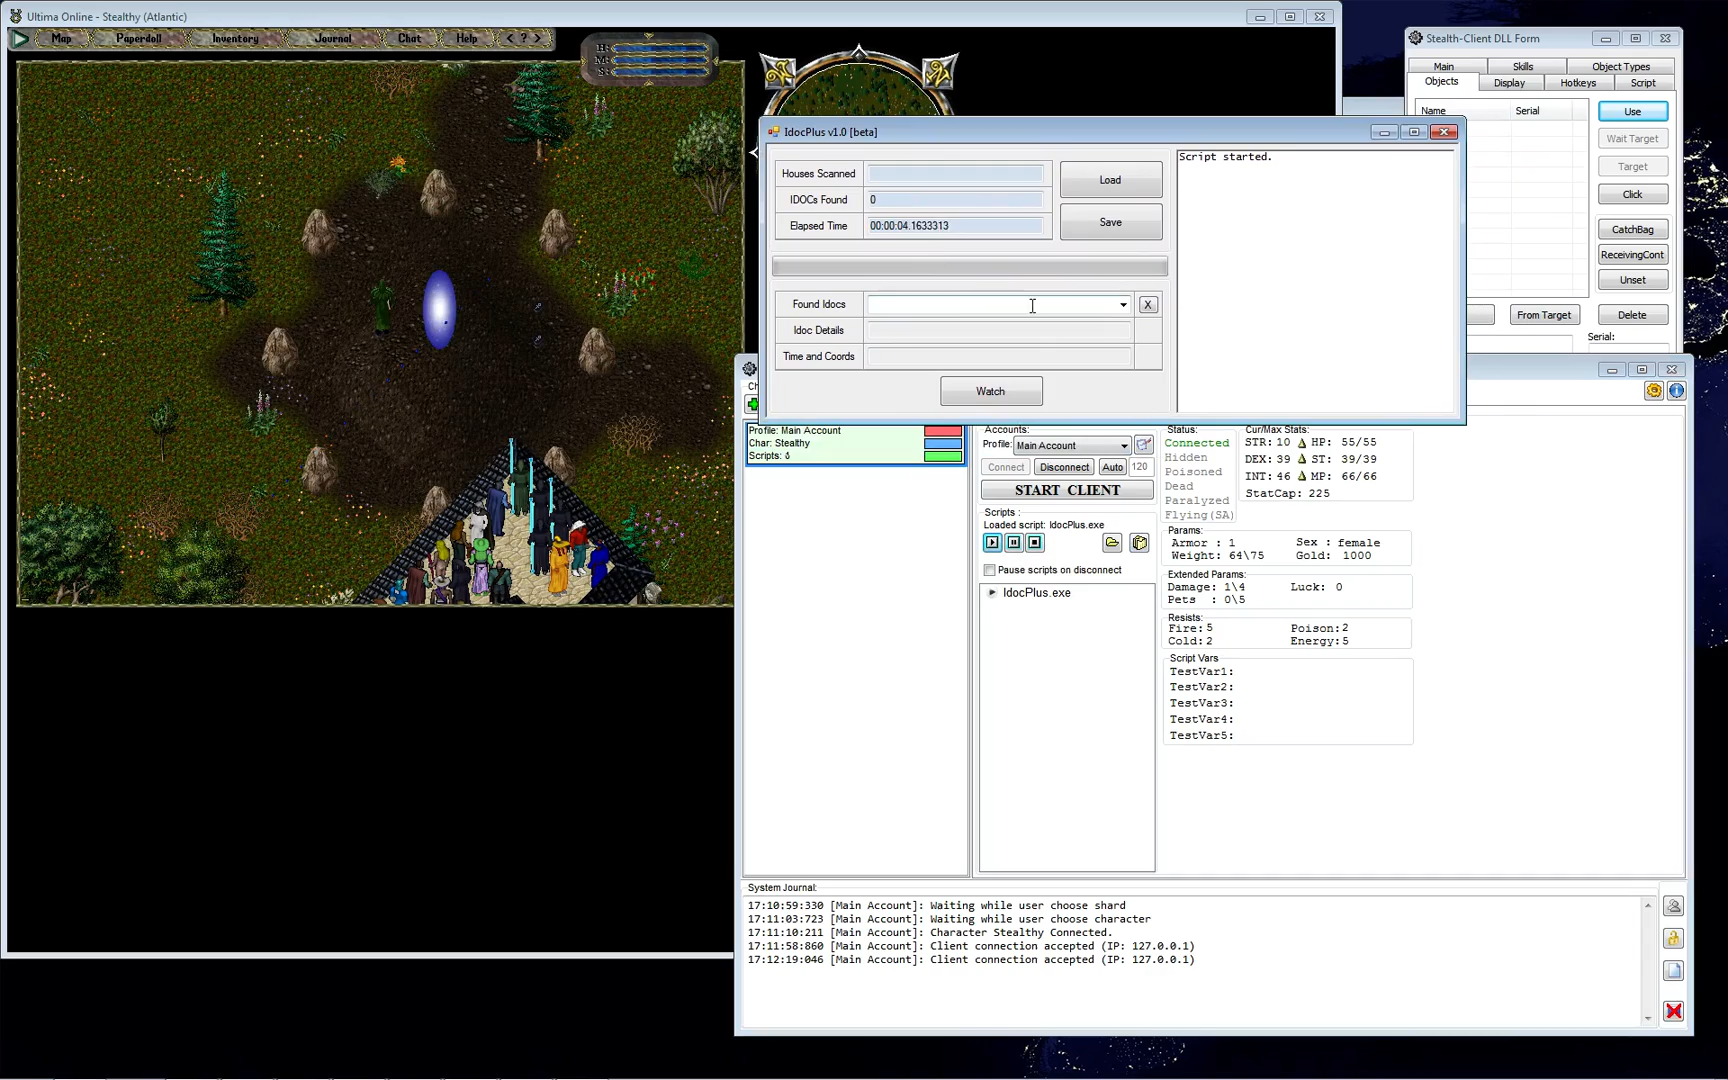 Ultima Online - Stealthy (Atlantic)
Map
Paperdoll
Inventory
Journal
Chat
Help
< ? >
H:
M:
S:
Stealth-Client DLL Form
Main
Skills
Object Types
Objects
Display
Hotkeys
Script
Name
Serial
Use
Wait Target
Target
Click
CatchBag
ReceivingCont
Unset
From Target
Delete
Serial:
IdocPlus v1.0 [beta]
Houses Scanned
IDOCs Found
0
Elapsed Time
00:00:04.1633313
Load
Save
Script started.
Found Idocs
X
Idoc Details
Time and Coords
Watch
Profile: Main Account
Char: Stealthy
Scripts:
Accounts:
Profile: Main Account
Connect
Disconnect
Auto
120
START CLIENT
Scripts :
Loaded script: IdocPlus.exe
Pause scripts on disconnect
IdocPlus.exe
Status:
Connected
Hidden
Poisoned
Dead
Paralyzed
Flying(SA)
Cur/Max Stats:
STR: 10 HP: 55/55
DEX: 39 ST: 39/39
INT: 46 MP: 66/66
StatCap: 225
Params:
Armor : 1 Sex : female
Weight: 64\75 Gold: 1000
Extended Params:
Damage: 1\4 Luck: 0
Pets : 0\5
Resists:
Fire: 5 Poison: 2
Cold: 2 Energy: 5
Script Vars
TestVar1:
TestVar2:
TestVar3:
TestVar4:
TestVar5:
System Journal:
17:10:59:330 [Main Account]: Waiting while user choose shard
17:11:03:723 [Main Account]: Waiting while user choose character
17:11:10:211 [Main Account]: Character Stealthy Connected.
17:11:58:860 [Main Account]: Client connection accepted (IP: 127.0.0.1)
17:12:19:046 [Main Account]: Client connection accepted (IP: 127.0.0.1)